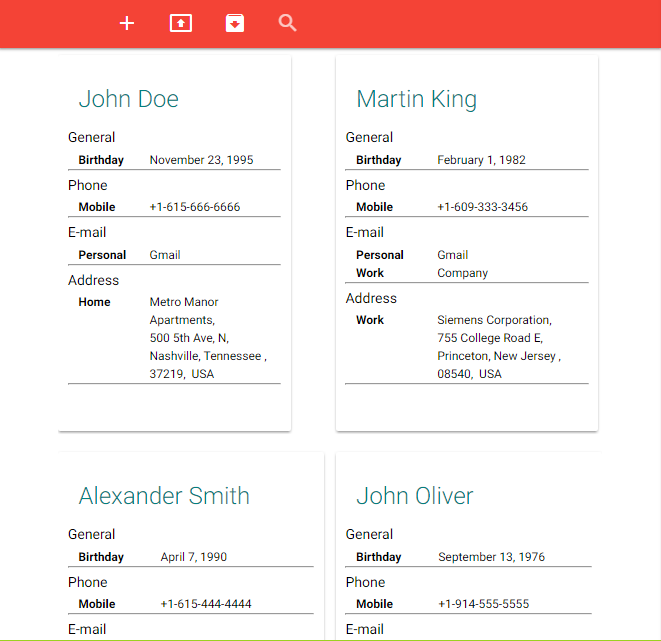 John Doe
General
Birthday November 23, 1995
Phone
Mobile +1-615-666-6666
E-mail
Personal Gmail
Address
Home Metro Manor
Apartments,
500 5th Ave, N,
Nashville, Tennessee ,
37219, USA
Martin King
General
Birthday February 1, 1982
Phone
Mobile +1-609-333-3456
E-mail
Personal Gmail
Work Company
Address
Work Siemens Corporation,
755 College Road E,
Princeton, New Jersey ,
08540, USA
Alexander Smith
General
Birthday April 7, 1990
Phone
Mobile +1-615-444-4444
E-mail
John Oliver
General
Birthday September 13, 1976
Phone
Mobile +1-914-555-5555
E-mail